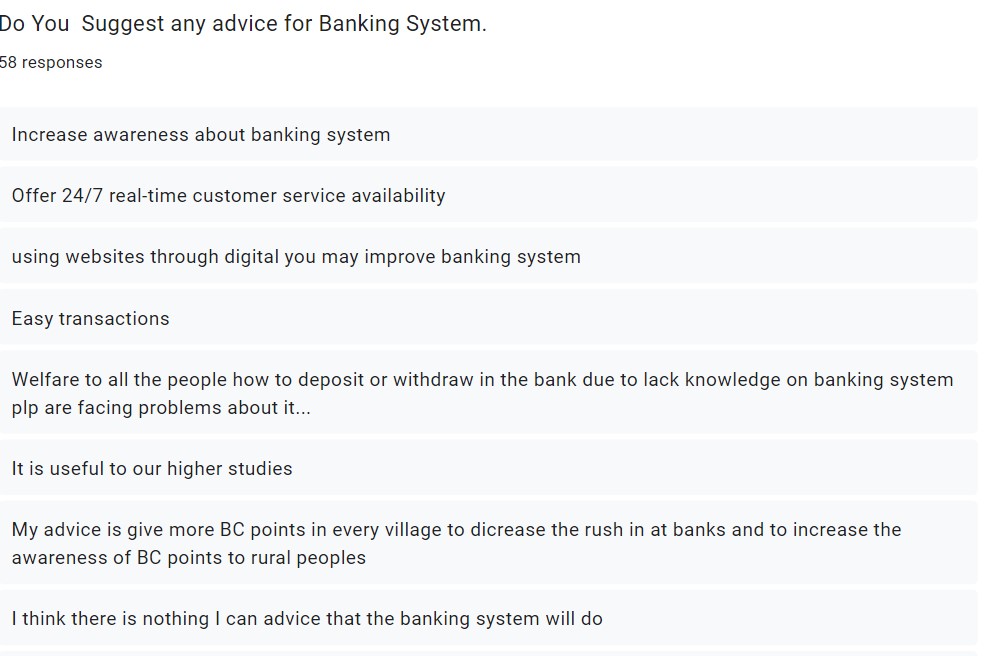 Do You Suggest any advice for Banking System.
58 responses
Increase awareness about banking system
Offer 24/7 real-time customer service availability
using websites through digital you may improve banking system
Easy transactions
Welfare to all the people how to deposit or withdraw in the bank due to lack knowledge on banking system
plp are facing problems about it...
It is useful to our higher studies
My advice is give more BC points in every village to dicrease the rush in at banks and to increase the
awareness of BC points to rural peoples
I think there is nothing I can advice that the banking system will do